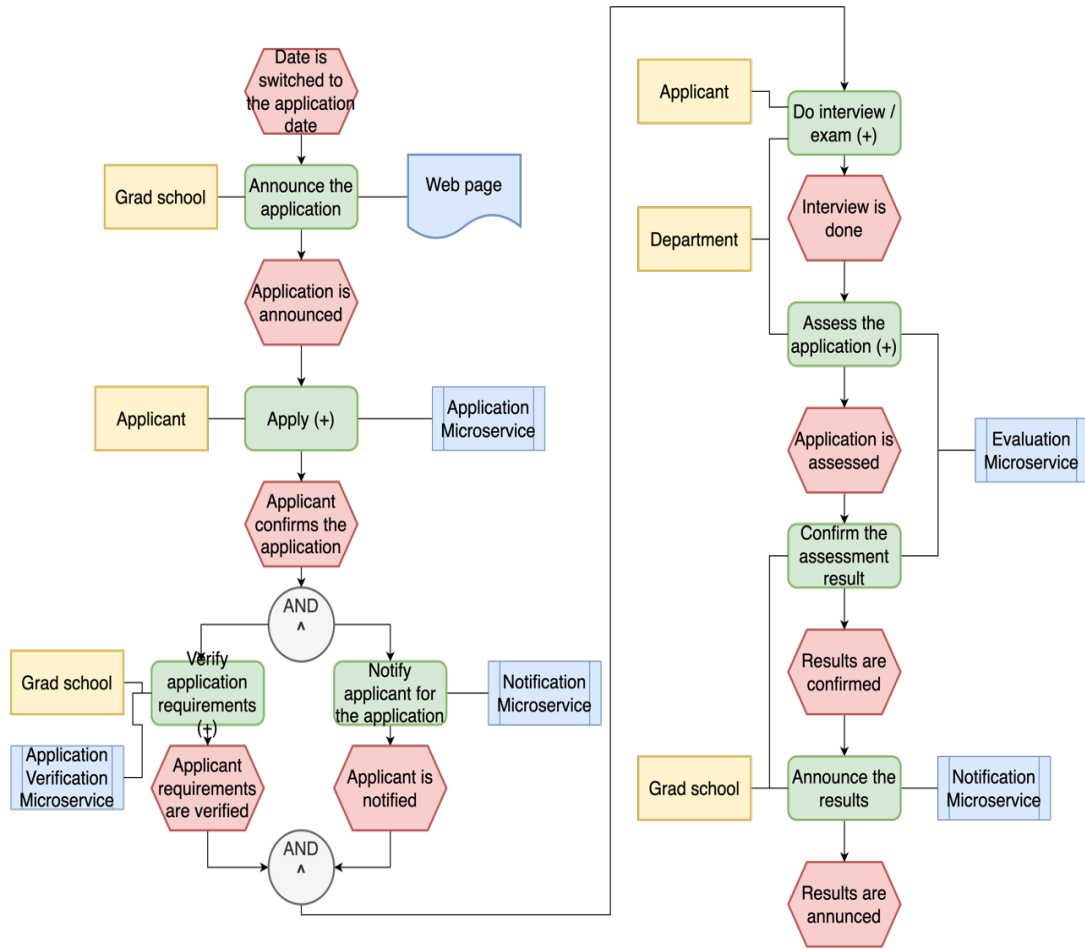 Date is
switched to
the application
date
Grad school
Announce the
application
Web page
Application is
announced
Applicant
Apply (+)
Application
Microservice
Applicant
confirms the
application
AND
^
Grad school
Verify
application
requirements
(+)
Notify
applicant for
the application
Notification
Microservice
Application
Verification
Microservice
Applicant
requirements
are verified
Applicant is
notified
AND
^
Applicant
Do interview /
exam (+)
Interview is
done
Department
Assess the
application (+)
Application is
assessed
Evaluation
Microservice
Confirm the
assessment
result
Results are
confirmed
Grad school
Announce the
results
Notification
Microservice
Results are
annunced